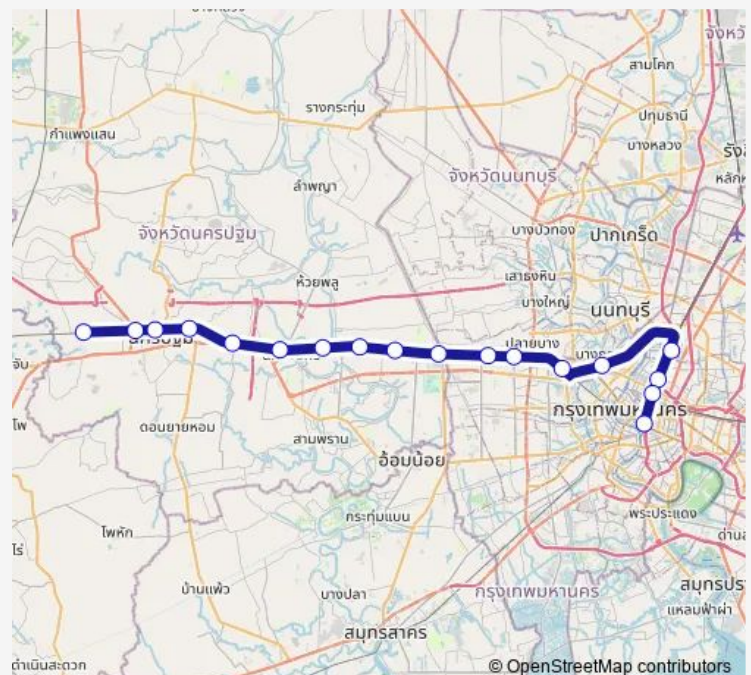 จังหวั
สามโคก
รางกระทุ่ม
กำแพงแสน
ปทุมธานี
บางหลวง
รังสิ
หลักห
ลำพญา
จังหวัดนนทบุรี
จังหวัดนครปฐม
บางบัวทอง
ปากเกร็ด
เสาธงหิน
ห้วยพลู
บางใหญ่
นนทบุรี
ปลายบาง
กรุงเทพมหานคร
ดอนยายหอม
สามพราน
อ้อมน้อย
พระประแดง
กระทุ่มแบน
โพหัก
ด่านส
บ้านแพ้ว
บางปลา
กรุงเทพมหานคร
สมุทรปร
แหลมฟ้าผ่า
สมุทรสาคร
ดำเนินสะดวก
© OpenStreetMap contributors